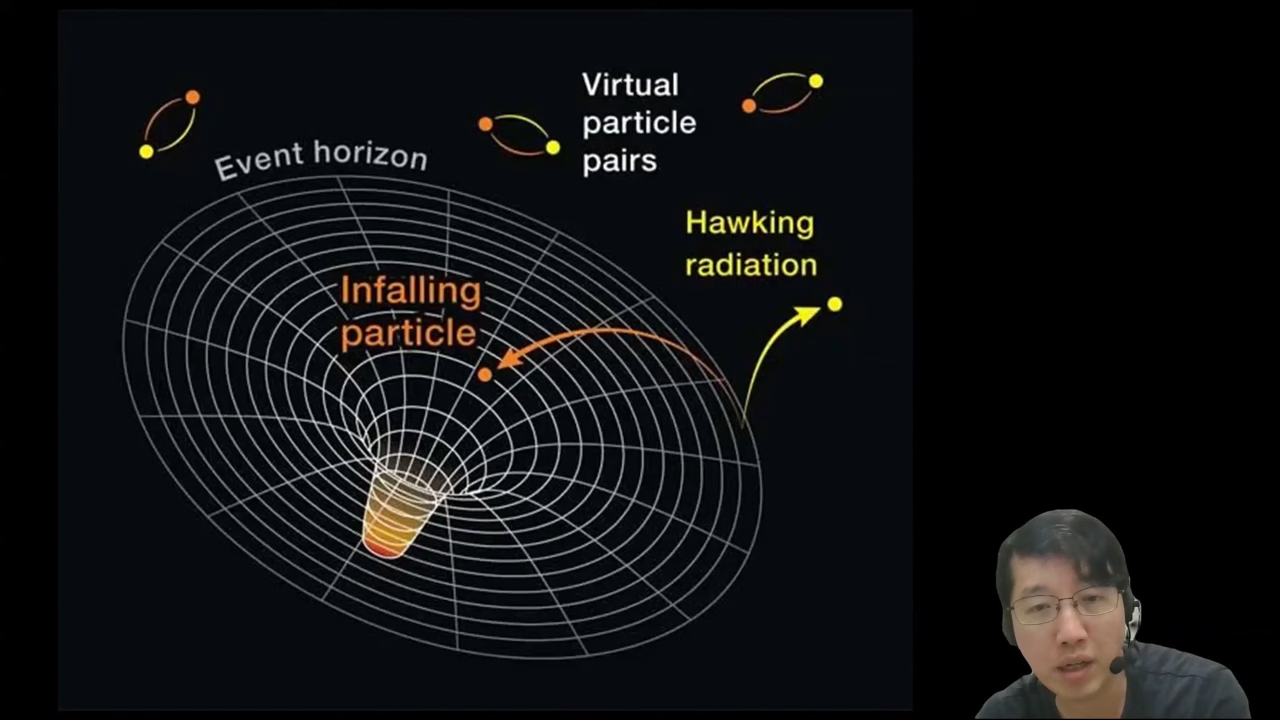 Virtual
particle
pairs
Event horizon
Hawking
radiation
Infalling
particle